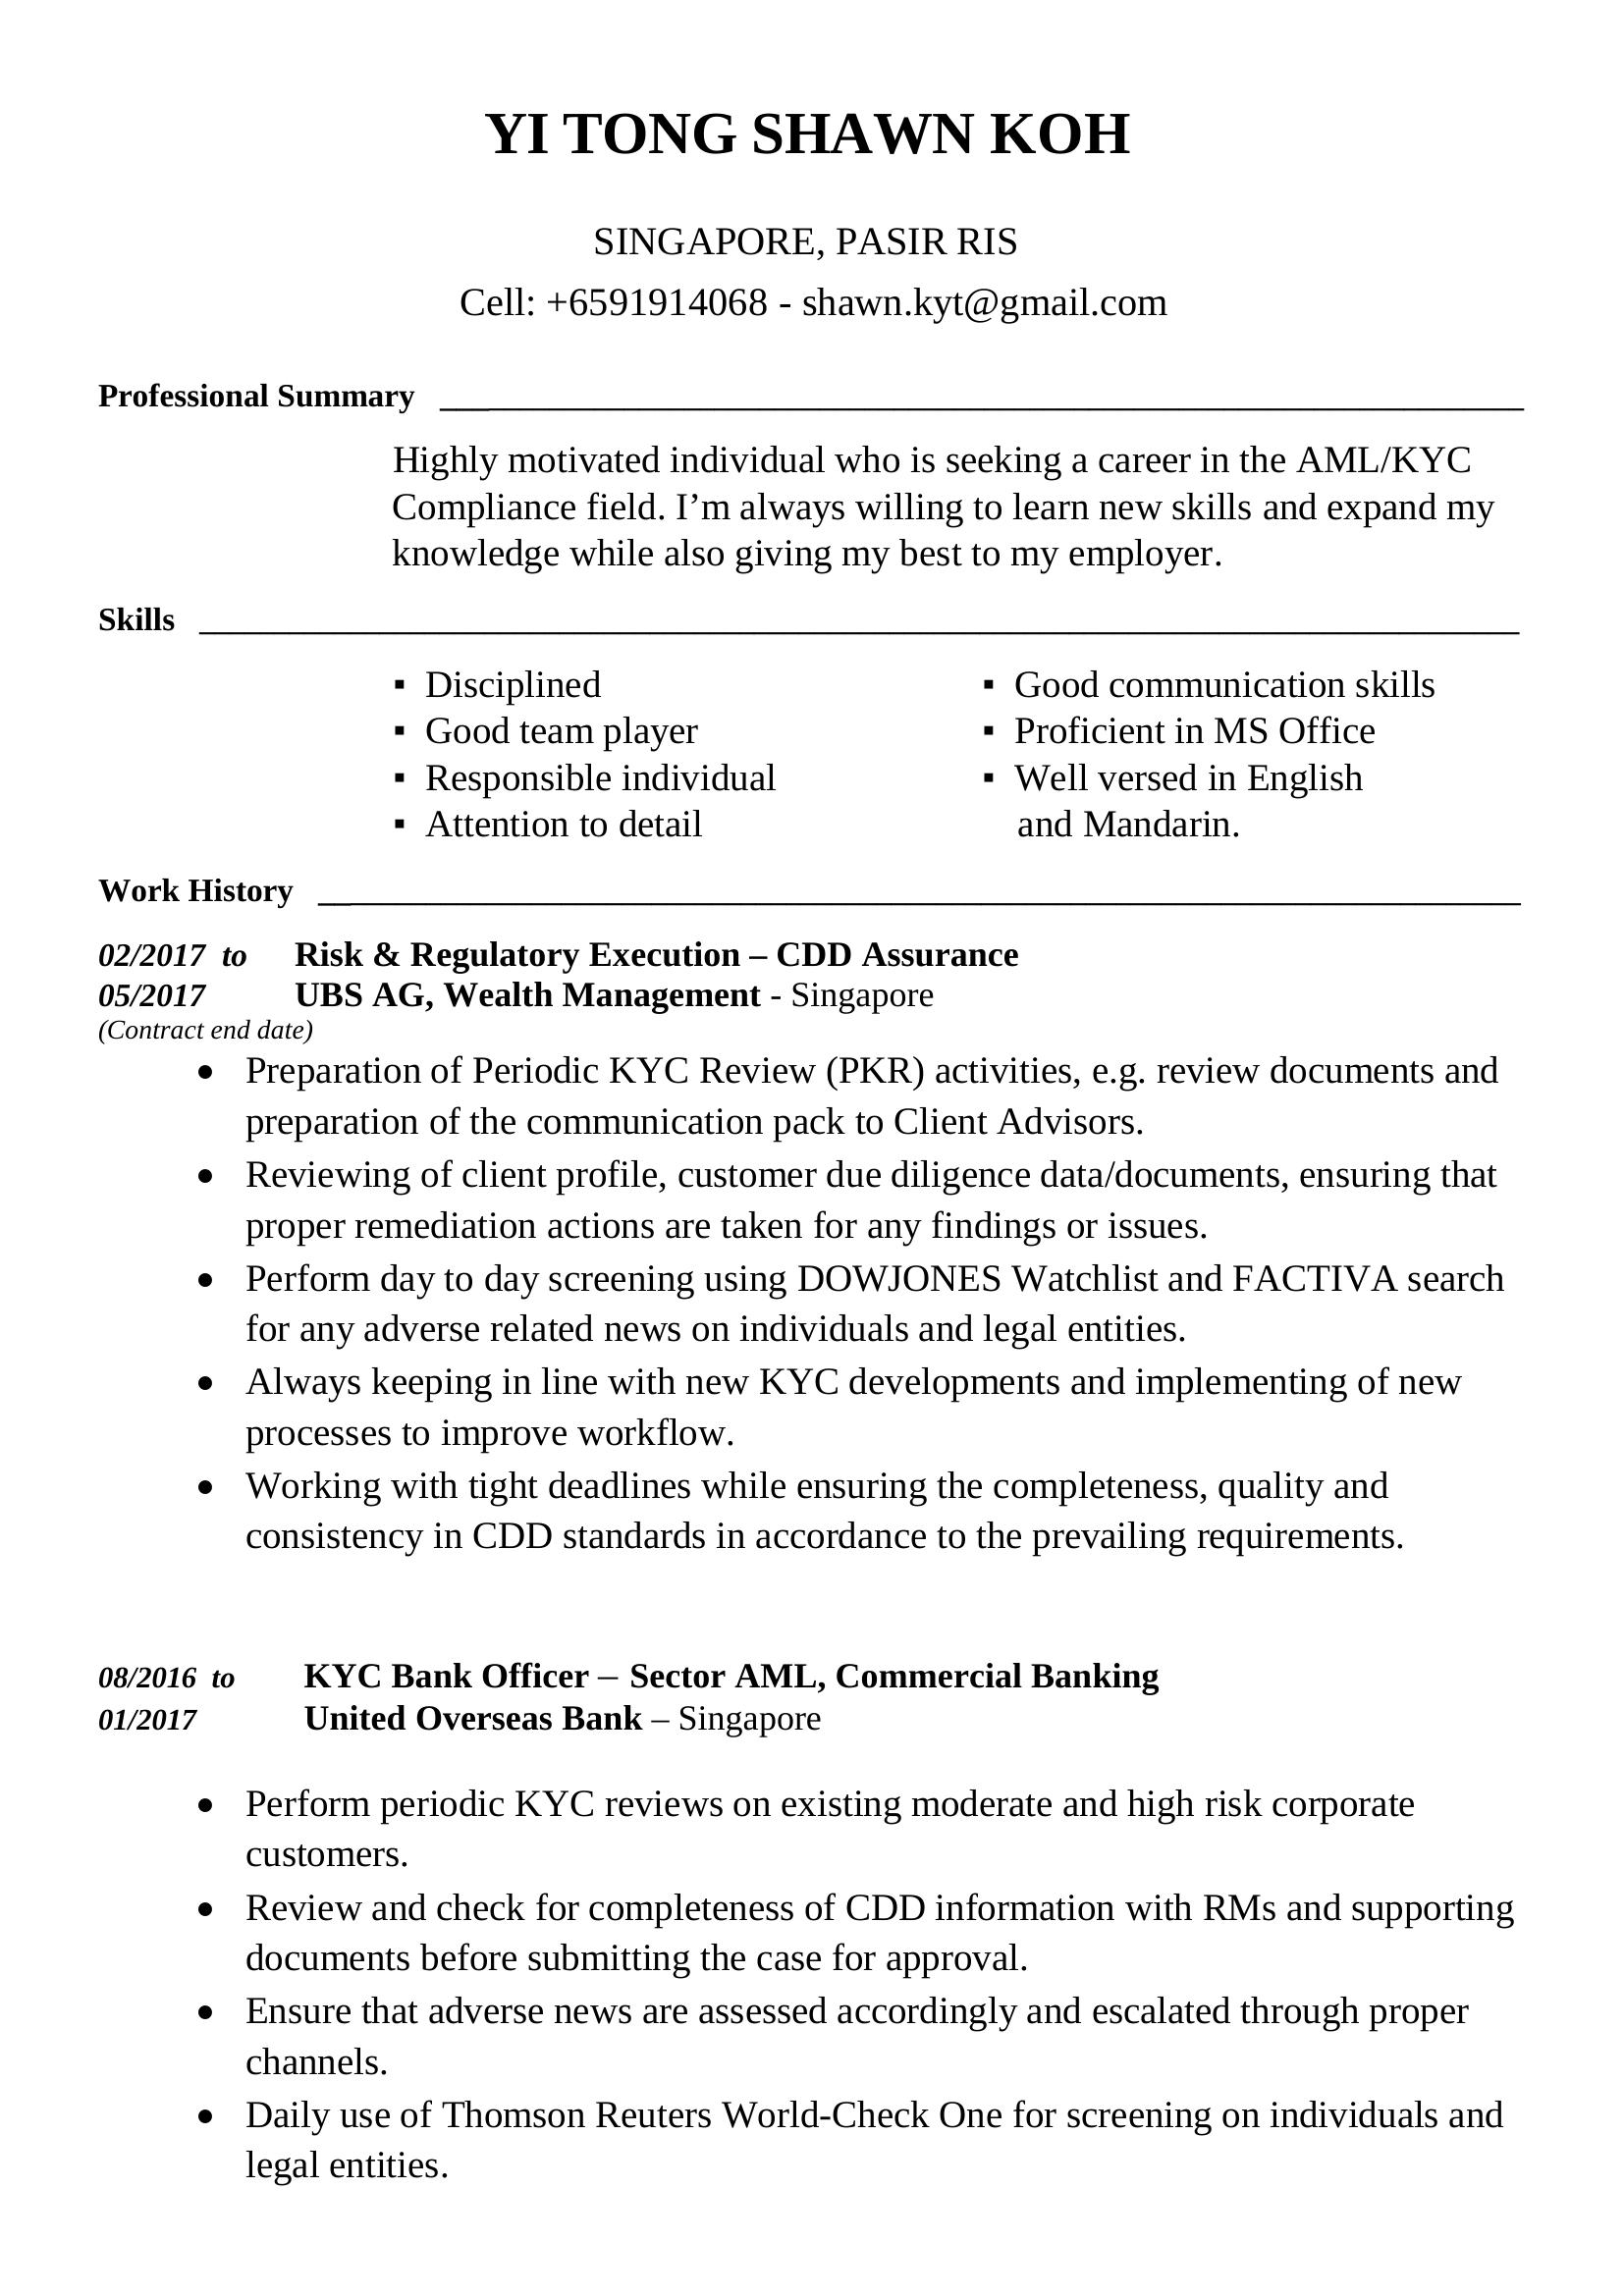 YI TONG SHAWN KOH
SINGAPORE, PASIR RIS
Cell: +6591914068 - shawn.kyt@gmail.com
Professional Summary
Highly motivated individual who is seeking a career in the AML/KYC
Compliance field. I’m always willing to learn new skills and expand my
knowledge while also giving my best to my employer.
Skills
▪ Disciplined
▪ Good team player
▪ Responsible individual
▪ Attention to detail
▪ Good communication skills
▪ Proficient in MS Office
▪ Well versed in English
and Mandarin.
Work History
02/2017 to Risk & Regulatory Execution – CDD Assurance
05/2017 UBS AG, Wealth Management - Singapore
(Contract end date)
● Preparation of Periodic KYC Review (PKR) activities, e.g. review documents and
preparation of the communication pack to Client Advisors.
● Reviewing of client profile, customer due diligence data/documents, ensuring that
proper remediation actions are taken for any findings or issues.
● Perform day to day screening using DOWJONES Watchlist and FACTIVA search
for any adverse related news on individuals and legal entities.
● Always keeping in line with new KYC developments and implementing of new
processes to improve workflow.
● Working with tight deadlines while ensuring the completeness, quality and
consistency in CDD standards in accordance to the prevailing requirements.
08/2016 to KYC Bank Officer – Sector AML, Commercial Banking
01/2017 United Overseas Bank – Singapore
● Perform periodic KYC reviews on existing moderate and high risk corporate
customers.
● Review and check for completeness of CDD information with RMs and supporting
documents before submitting the case for approval.
● Ensure that adverse news are assessed accordingly and escalated through proper
channels.
● Daily use of Thomson Reuters World-Check One for screening on individuals and
legal entities.